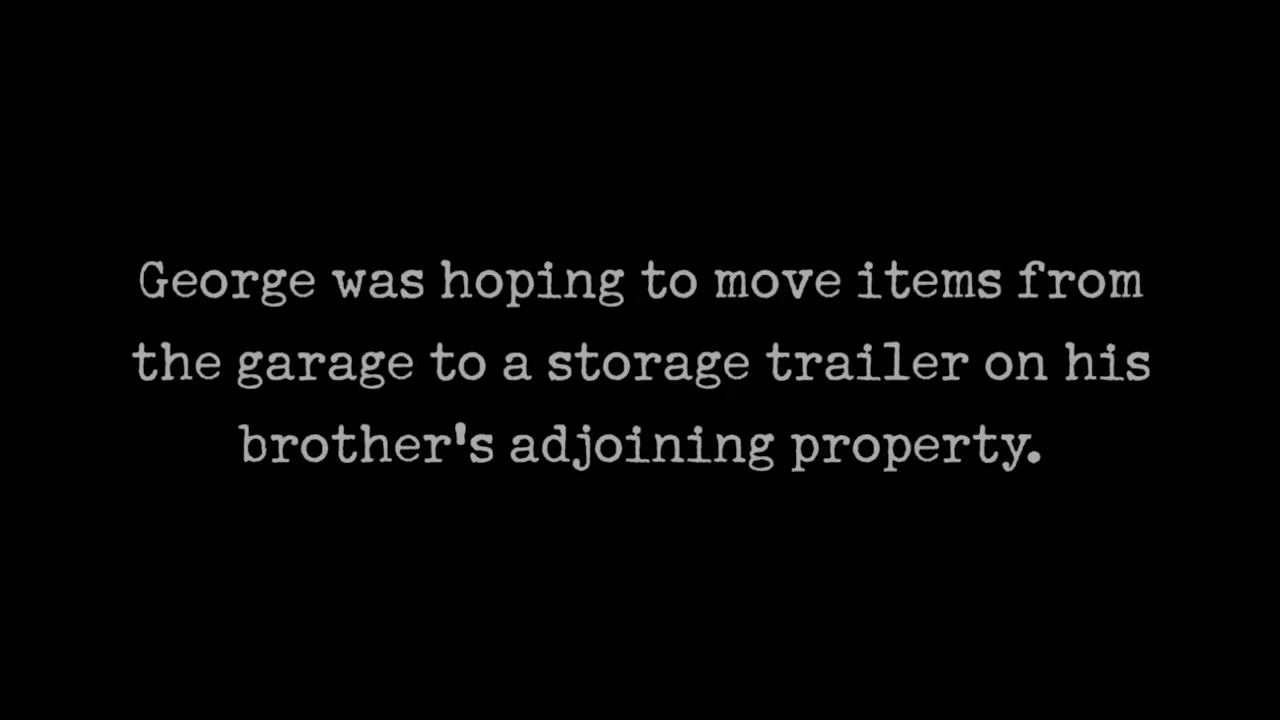 George was hoping to move items from
the garage to a storage trailer on his
brother's adjoining property.